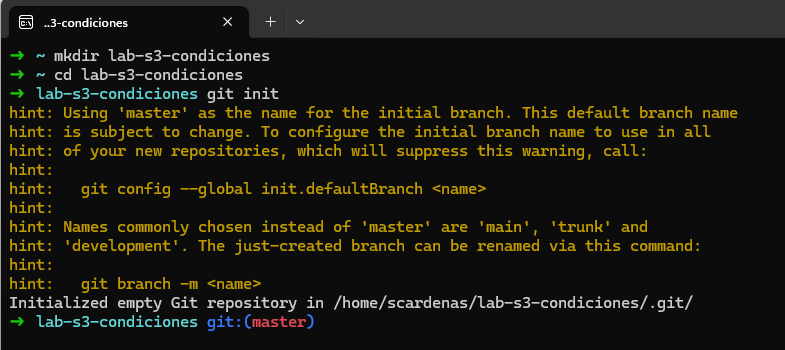 ..3-condiciones
➜ ~ mkdir lab-s3-condiciones
➜ ~ cd lab-s3-condiciones
➜ lab-s3-condiciones git init
hint: Using 'master' as the name for the initial branch. This default branch name
hint: is subject to change. To configure the initial branch name to use in all
hint: of your new repositories, which will suppress this warning, call:
hint:
hint:   git config --global init.defaultBranch <name>
hint:
hint: Names commonly chosen instead of 'master' are 'main', 'trunk' and
hint: 'development'. The just-created branch can be renamed via this command:
hint:
hint:   git branch -m <name>
Initialized empty Git repository in /home/scardenas/lab-s3-condiciones/.git/
➜ lab-s3-condiciones git:(master)